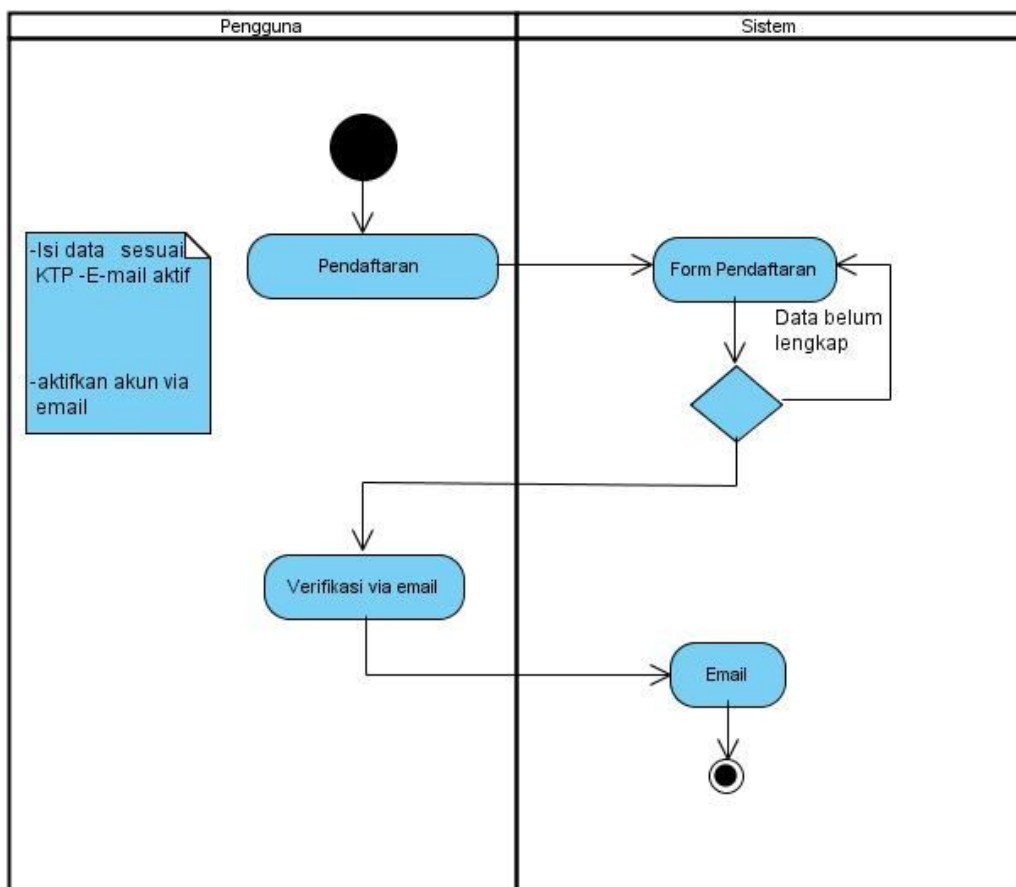 Pengguna
Sistem
-Isi data sesuai
KTP -E-mail aktif
-aktifkan akun via
email
Pendaftaran
Form Pendaftaran
Data belum
lengkap
Verifikasi via email
Email